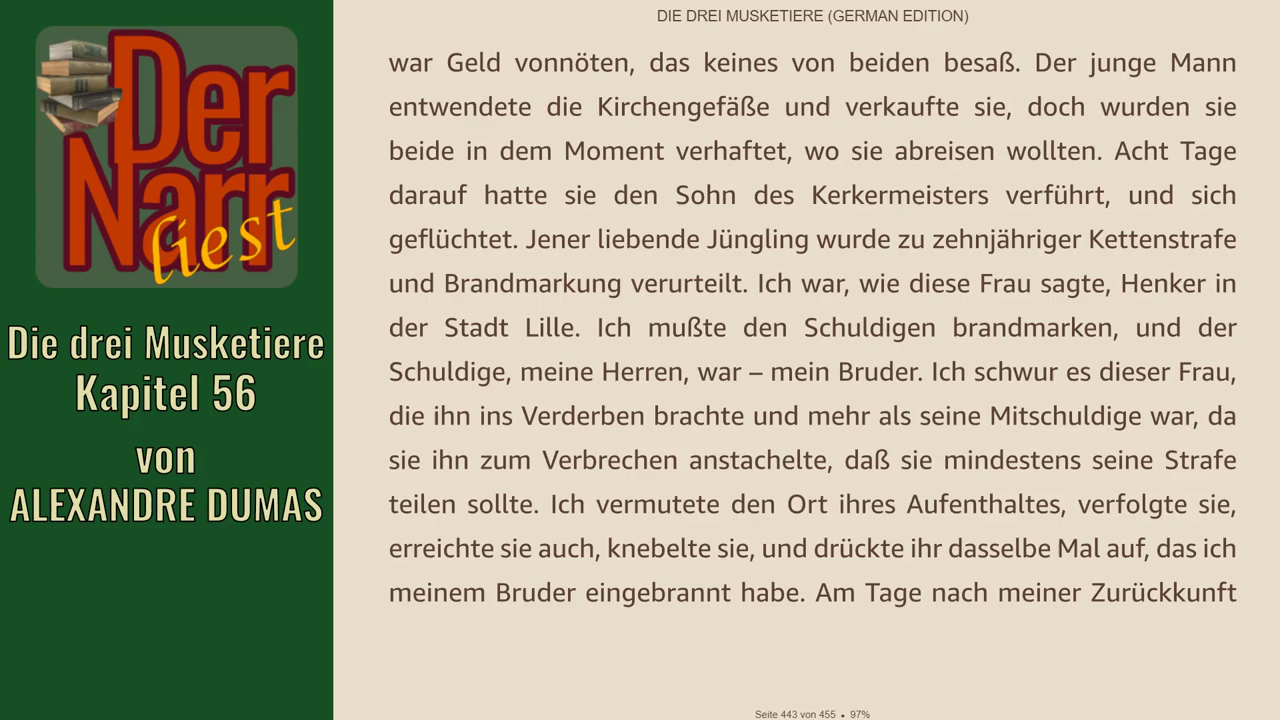 Der
Narr
liest
Die drei Musketiere
Kapitel 56
von
ALEXANDRE DUMAS
DIE DREI MUSKETIERE (GERMAN EDITION)
war Geld vonnöten, das keines von beiden besaß. Der junge Mann
entwendete die Kirchengefäße und verkaufte sie, doch wurden sie
beide in dem Moment verhaftet, wo sie abreisen wollten. Acht Tage
darauf hatte sie den Sohn des Kerkermeisters verführt, und sich
geflüchtet. Jener liebende Jüngling wurde zu zehnjähriger Kettenstrafe
und Brandmarkung verurteilt. Ich war, wie diese Frau sagte, Henker in
der Stadt Lille. Ich mußte den Schuldigen brandmarken, und der
Schuldige, meine Herren, war – mein Bruder. Ich schwur es dieser Frau,
die ihn ins Verderben brachte und mehr als seine Mitschuldige war, da
sie ihn zum Verbrechen anstachelte, daß sie mindestens seine Strafe
teilen sollte. Ich vermutete den Ort ihres Aufenthaltes, verfolgte sie,
erreichte sie auch, knebelte sie, und drückte ihr dasselbe Mal auf, das ich
meinem Bruder eingebrannt habe. Am Tage nach meiner Zurückkunft
Seite 443 von 455 • 97%